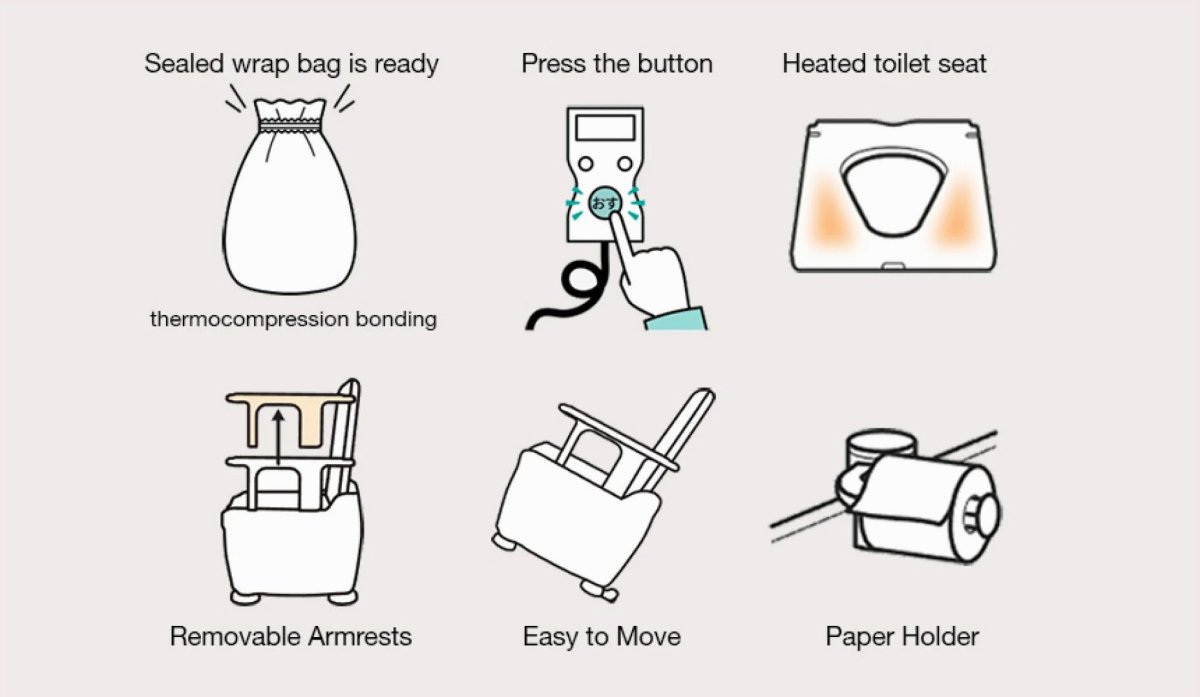 Sealed wrap bag is ready
Press the button
Heated toilet seat
おす
thermocompression bonding
Removable Armrests
Easy to Move
Paper Holder